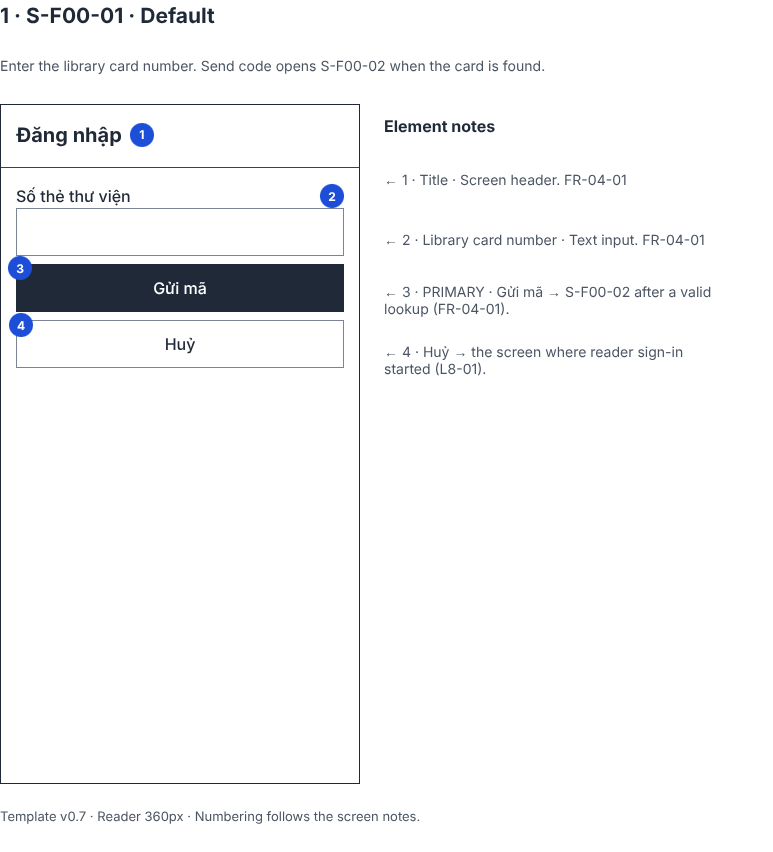 1 · S-F00-01 · Default
Enter the library card number. Send code opens S-F00-02 when the card is found.
Đăng nhập 1
Số thẻ thư viện 2
3
Gửi mã
4
Huỷ
Element notes
← 1 · Title · Screen header. FR-04-01
← 2 · Library card number · Text input. FR-04-01
← 3 · PRIMARY · Gửi mã → S-F00-02 after a valid
lookup (FR-04-01).
← 4 · Huỷ → the screen where reader sign-in
started (L8-01).
Template v0.7 · Reader 360px · Numbering follows the screen notes.